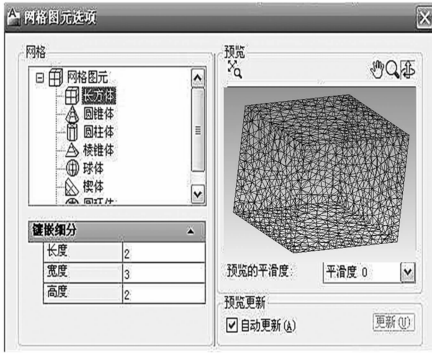 网格图元选项
网格
网格图元
长方体
圆锥体
圆柱体
棱锥体
球体
楔体
圆环体
镶嵌细分
长度 2
宽度 3
高度 2
预览
预览的平滑度: 平滑度 0
预览更新
自动更新(A)
更新(U)